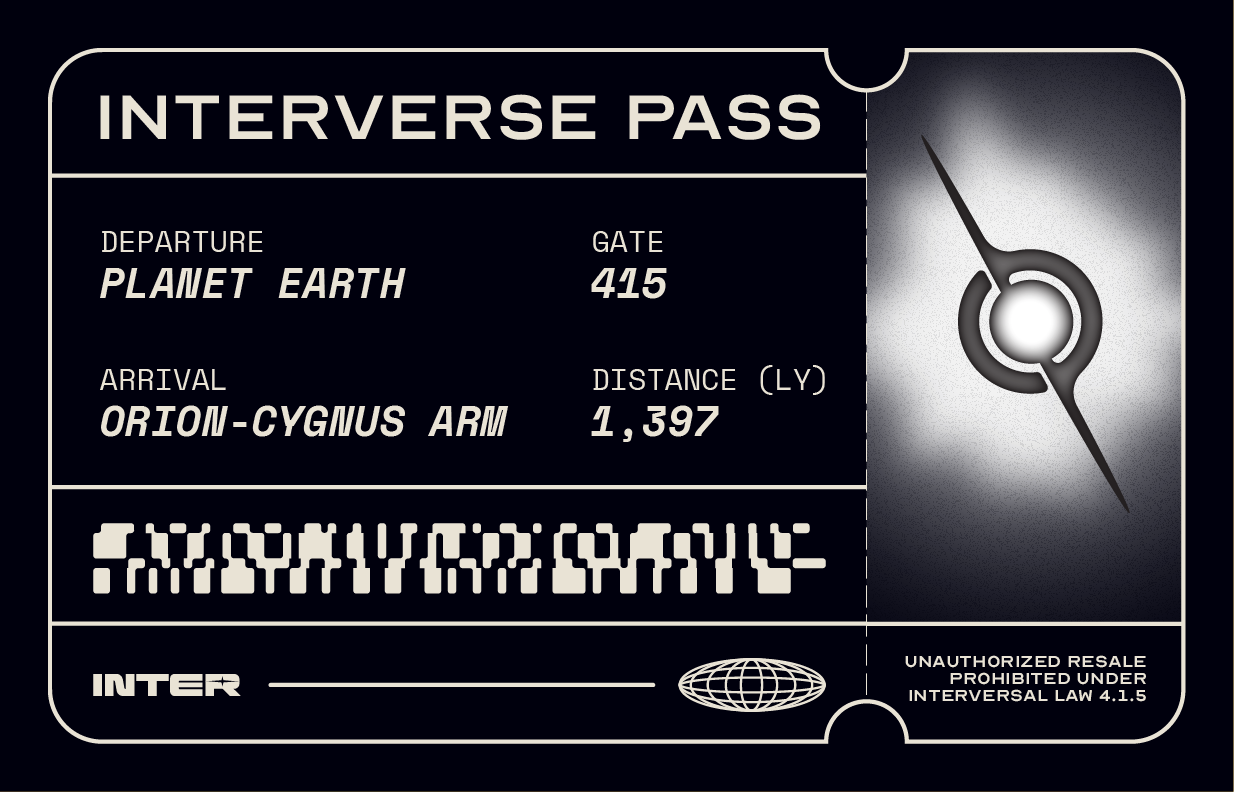 INTERVERSE PASS
DEPARTURE
PLANET EARTH
GATE
415
ARRIVAL
ORION-CYGNUS ARM
DISTANCE (LY)
1,397
INTER
UNAUTHORIZED RESALE
PROHIBITED UNDER
INTERVERSAL LAW 4.1.5